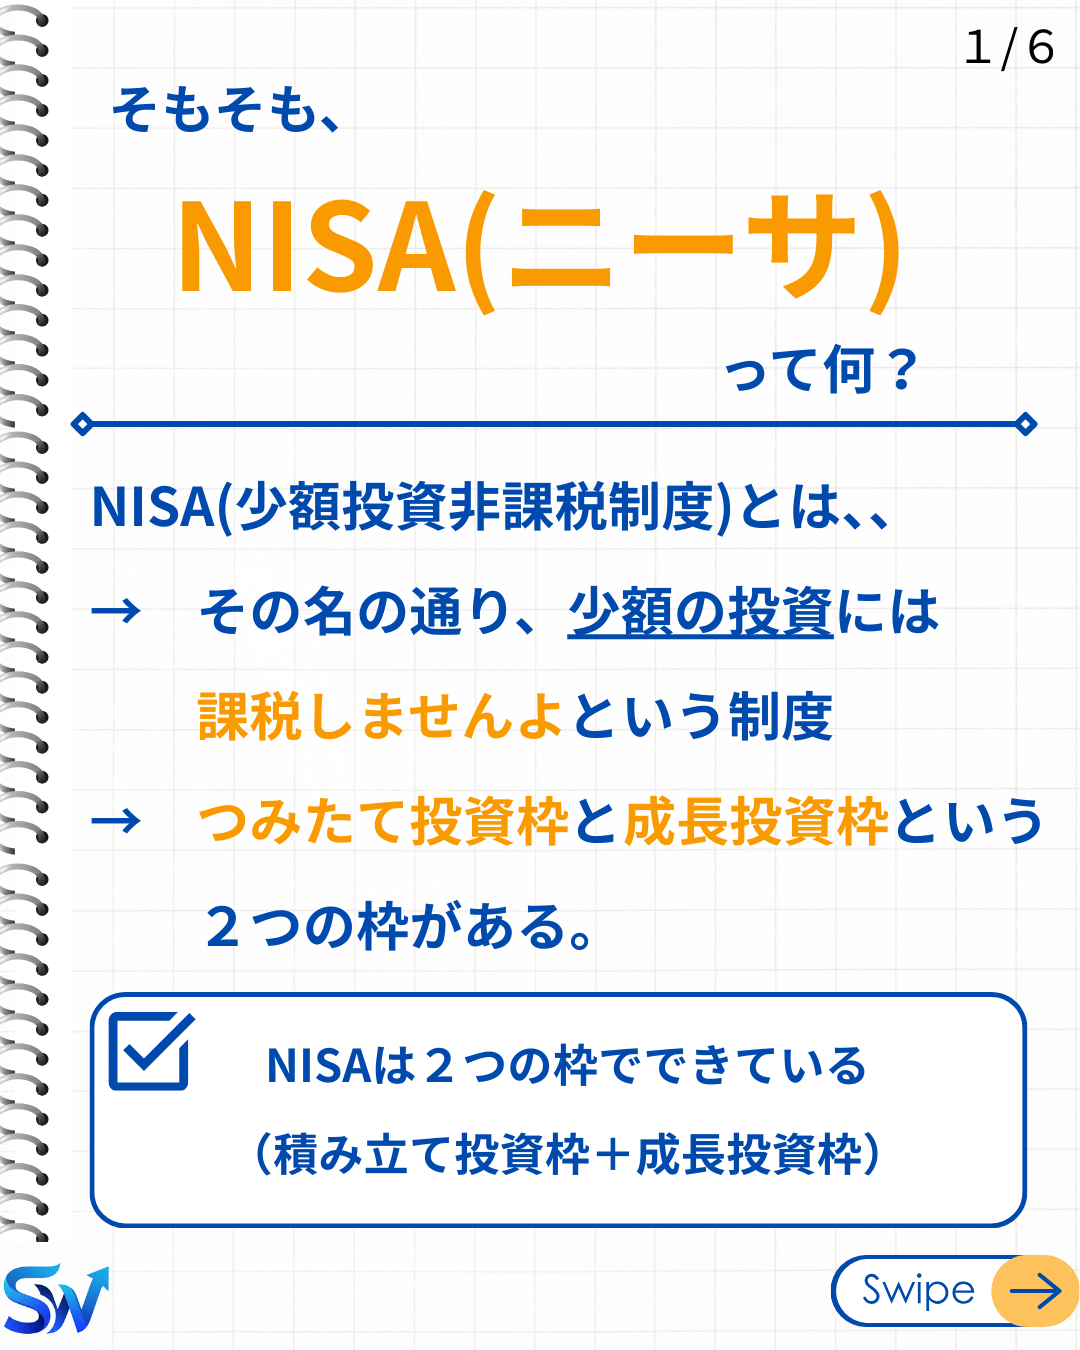 1/6
そもそも、
NISA(ニーサ)
って何？
NISA(少額投資非課税制度)とは、、
→ その名の通り、少額の投資には
課税しませんよという制度
→ つみたて投資枠と成長投資枠という
２つの枠がある。
NISAは２つの枠でできている
（積み立て投資枠＋成長投資枠）
SW
Swipe →